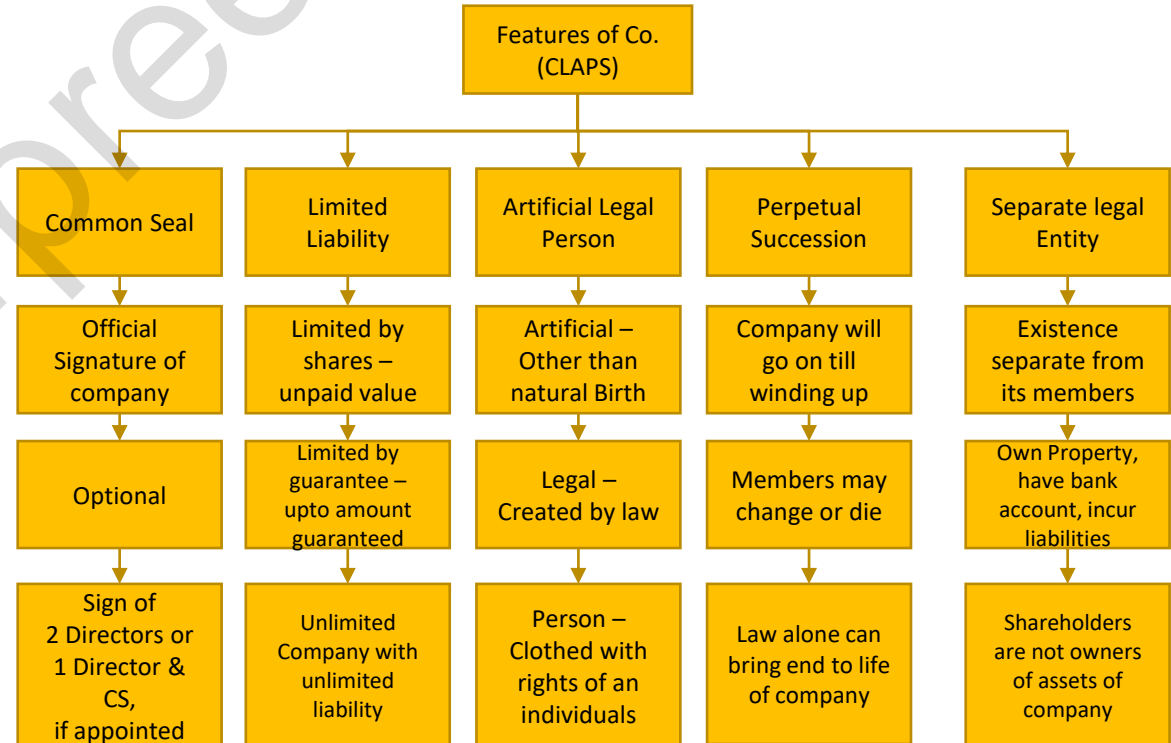 Features of Co.
(CLAPS)
Common Seal
Limited
Liability
Artificial Legal
Person
Perpetual
Succession
Separate legal
Entity
Official
Signature of
company
Limited by
shares –
unpaid value
Artificial –
Other than
natural Birth
Company will
go on till
winding up
Existence
separate from
its members
Optional
Limited by
guarantee –
upto amount
guaranteed
Legal –
Created by law
Members may
change or die
Own Property,
have bank
account, incur
liabilities
Sign of
2 Directors or
1 Director &
CS,
if appointed
Unlimited
Company with
unlimited
liability
Person –
Clothed with
rights of an
individuals
Law alone can
bring end to life
of company
Shareholders
are not owners
of assets of
company